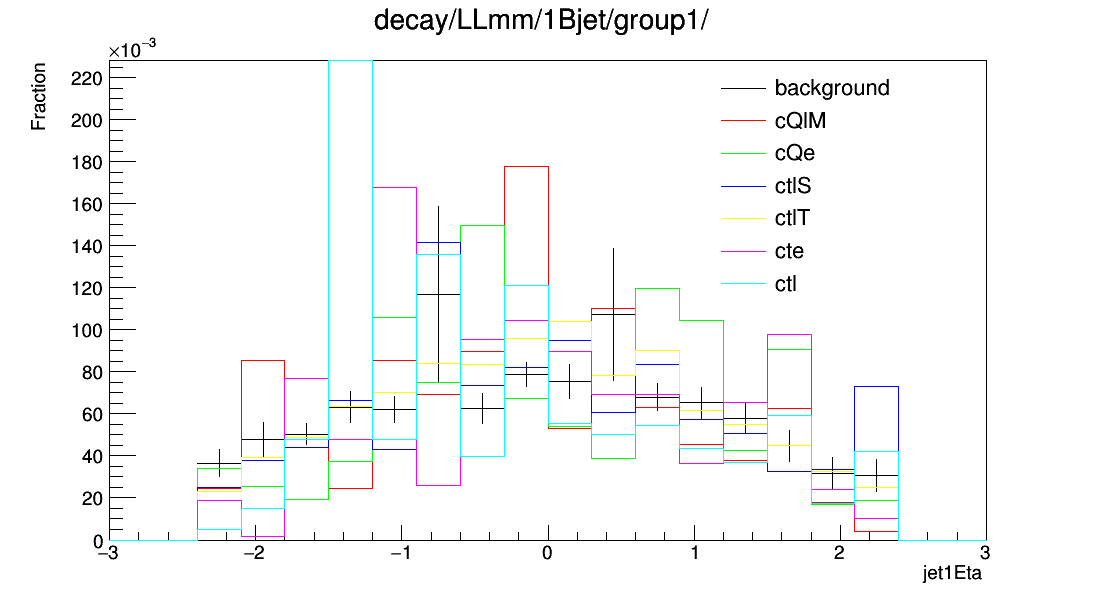 decay/LLmm/1Bjet/group1/
×10⁻³
Fraction
220
200
180
160
140
120
100
80
60
40
20
0
background
cQlM
cQe
ctlS
ctlT
cte
ctl
−3 −2 −1 0 1 2 3
jet1Eta